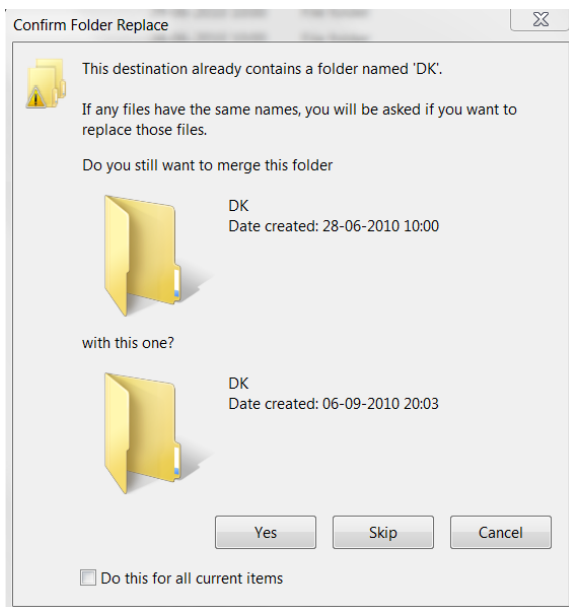 Confirm Folder Replace
This destination already contains a folder named 'DK'.
If any files have the same names, you will be asked if you want to
replace those files.
Do you still want to merge this folder
DK
Date created: 28-06-2010 10:00
with this one?
DK
Date created: 06-09-2010 20:03
Yes Skip Cancel
Do this for all current items